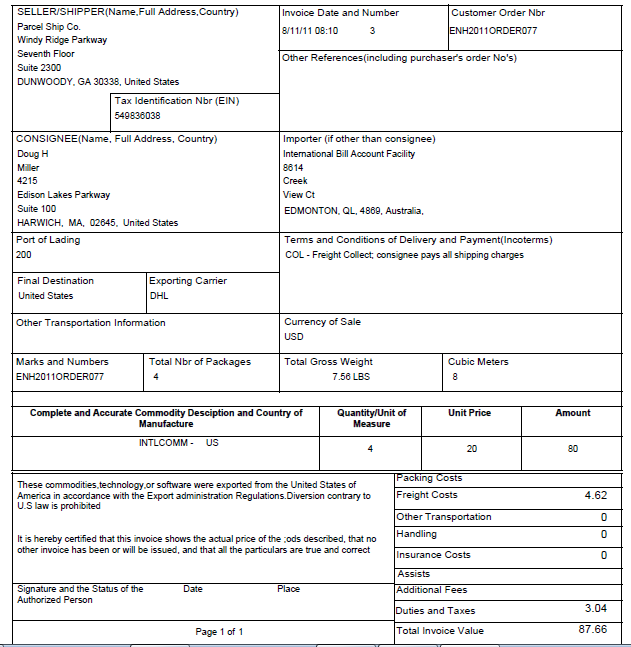 SELLER/SHIPPER(Name,Full Address,Country)
Parcel Ship Co.
Windy Ridge Parkway
Seventh Floor
Suite 2300
DUNWOODY, GA 30338, United States
Tax Identification Nbr (EIN)
549836038
Invoice Date and Number
8/11/11 08:10 3
Customer Order Nbr
ENH2011ORDER077
Other References(including purchaser's order No's)
CONSIGNEE(Name, Full Address, Country)
Doug H
Miller
4215
Edison Lakes Parkway
Suite 100
HARWICH, MA, 02645, United States
Importer (if other than consignee)
International Bill Account Facility
8614
Creek
View Ct
EDMONTON, QL, 4869, Australia,
Port of Lading
200
Terms and Conditions of Delivery and Payment(Incoterms)
COL - Freight Collect; consignee pays all shipping charges
Final Destination
United States
Exporting Carrier
DHL
Other Transportation Information
Currency of Sale
USD
Marks and Numbers
ENH2011ORDER077
Total Nbr of Packages
4
Total Gross Weight
7.56 LBS
Cubic Meters
8
Complete and Accurate Commodity Desciption and Country of
Manufacture
Quantity/Unit of
Measure
Unit Price
Amount
INTLCOMM - US
4
20
80
These commodities,technology,or software were exported from the United States of
America in accordance with the Export administration Regulations.Diversion contrary to
U.S law is prohibited
It is hereby certified that this invoice shows the actual price of the ;ods described, that no
other invoice has been or will be issued, and that all the particulars are true and correct
Signature and the Status of the
Authorized Person
Date
Place
Page 1 of 1
Packing Costs
Freight Costs 4.62
Other Transportation 0
Handling 0
Insurance Costs 0
Assists
Additional Fees
Duties and Taxes 3.04
Total Invoice Value 87.66